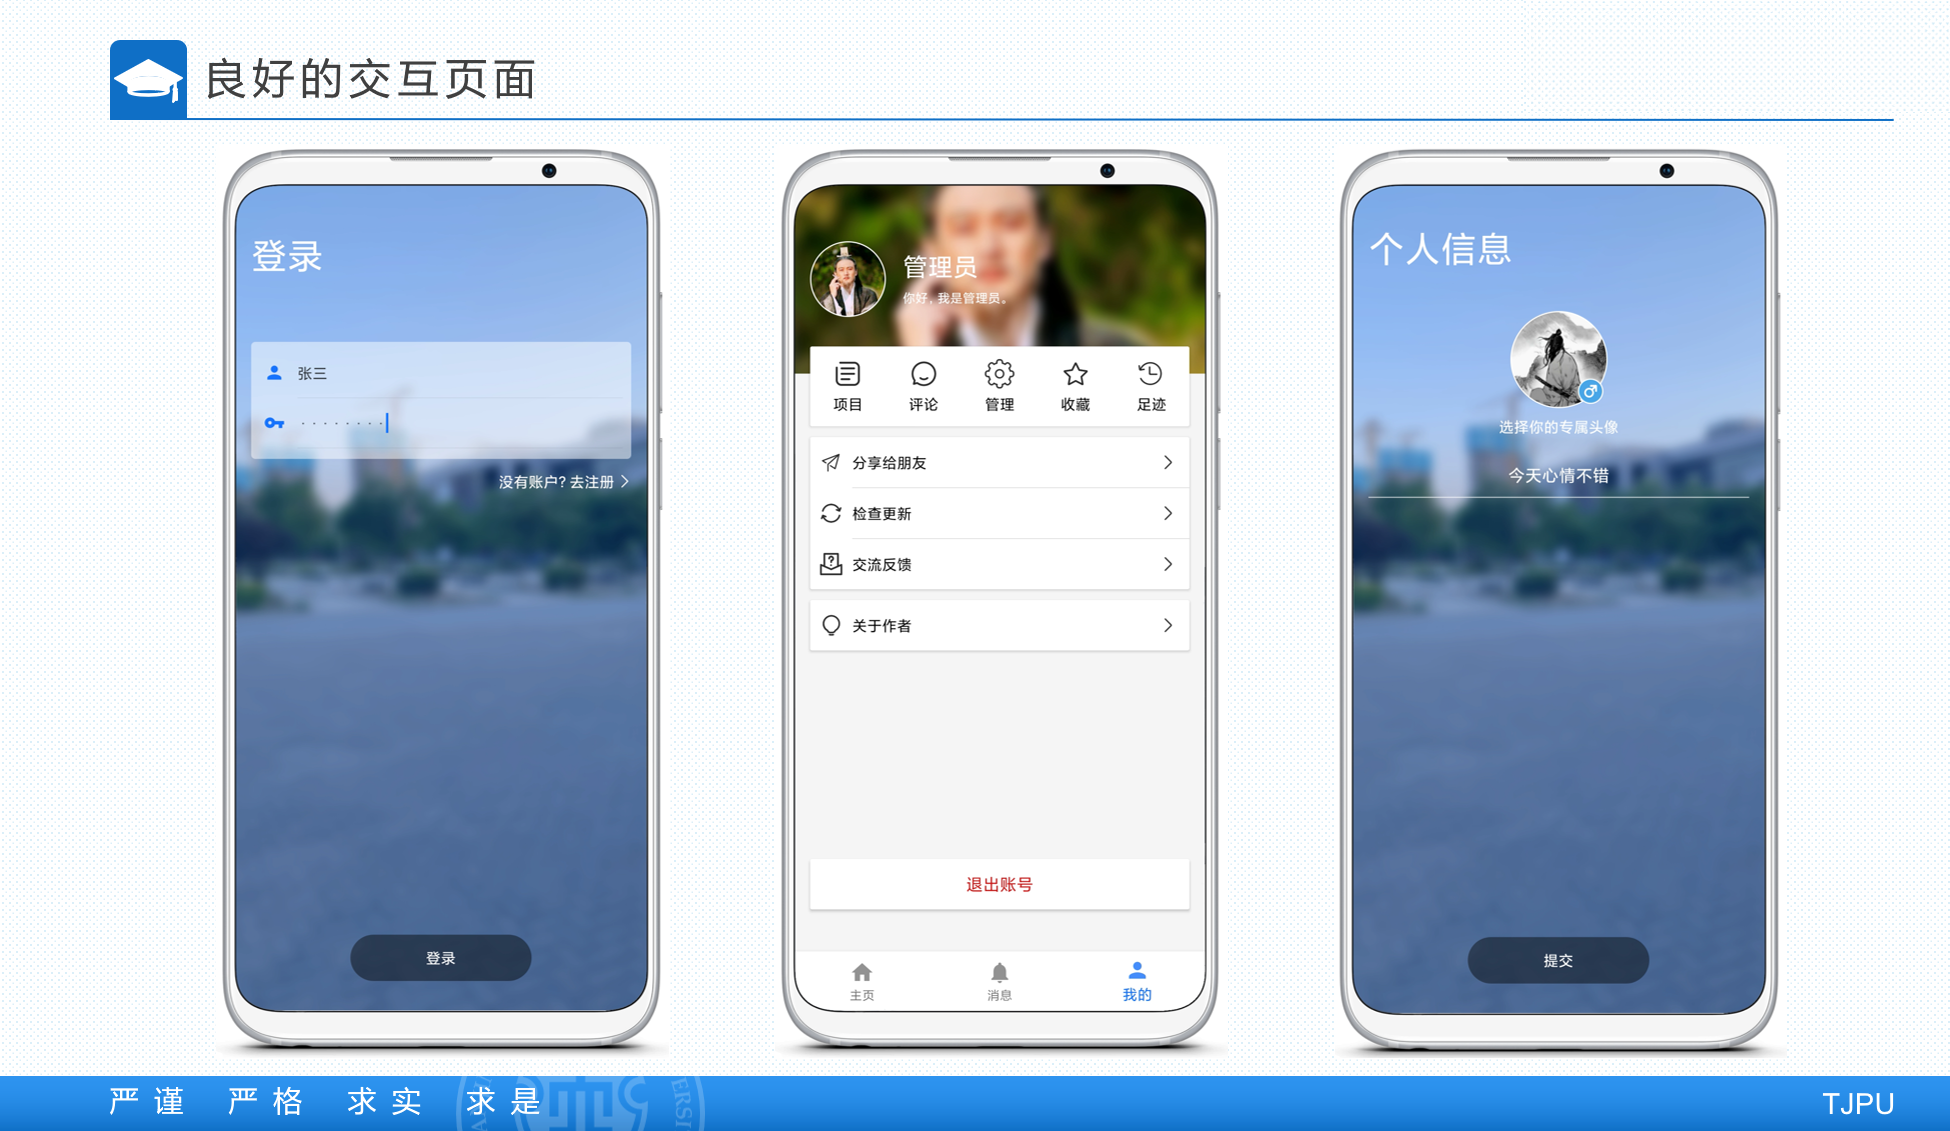 良好的交互页面
登录
张三
········
没有账户? 去注册 >
登录
管理员
你好, 我是管理员。
项目 评论 管理 收藏 足迹
分享给朋友
检查更新
交流反馈
关于作者
退出账号
主页 消息 我的
个人信息
选择你的专属头像
今天心情不错
提交
严谨 严格 求实 求是
TJPU